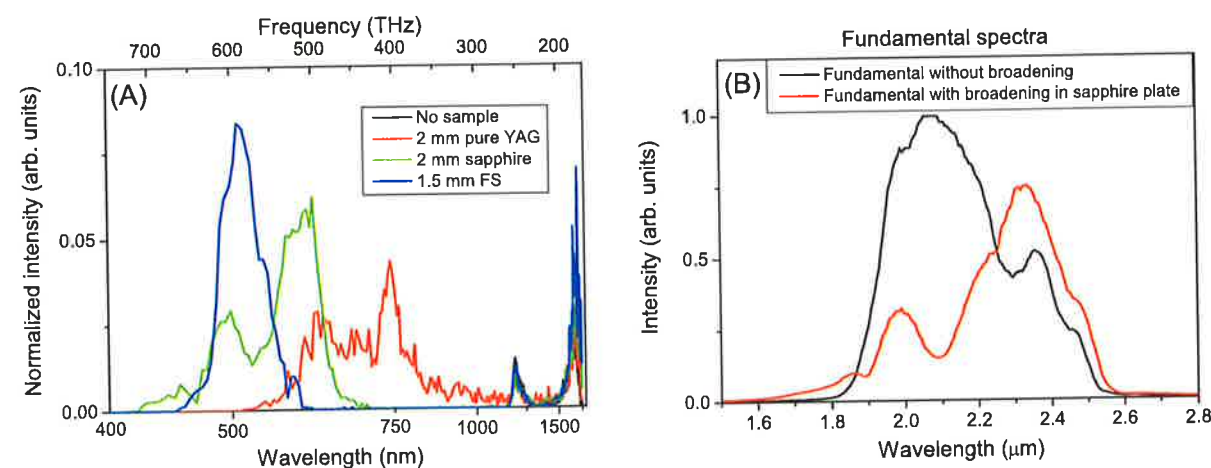 Frequency (THz)
700 600 500 400 300 200
Fundamental spectra
0.10
(A)
No sample
2 mm pure YAG
2 mm sapphire
1.5 mm FS
Normalized intensity (arb. units)
0.05
0.00
400 500 750 1000 1500
Wavelength (nm)
(B)
Fundamental without broadening
Fundamental with broadening in sapphire plate
1.0
Intensity (arb. units)
0.5
0.0
1.6 1.8 2.0 2.2 2.4 2.6 2.8
Wavelength (μm)